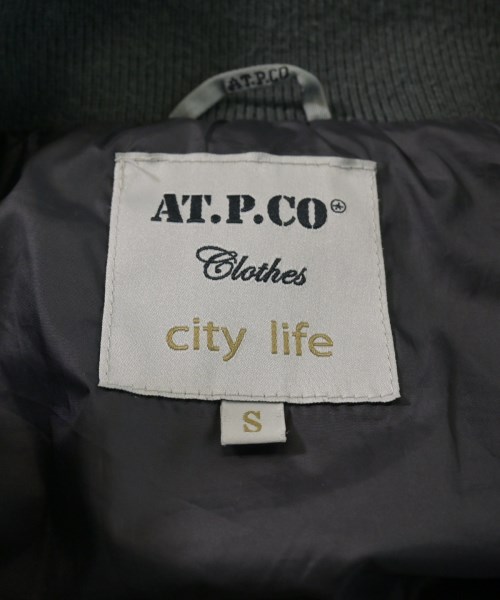 AT.P.CO
AT.P.CO
Clothes
city life
S